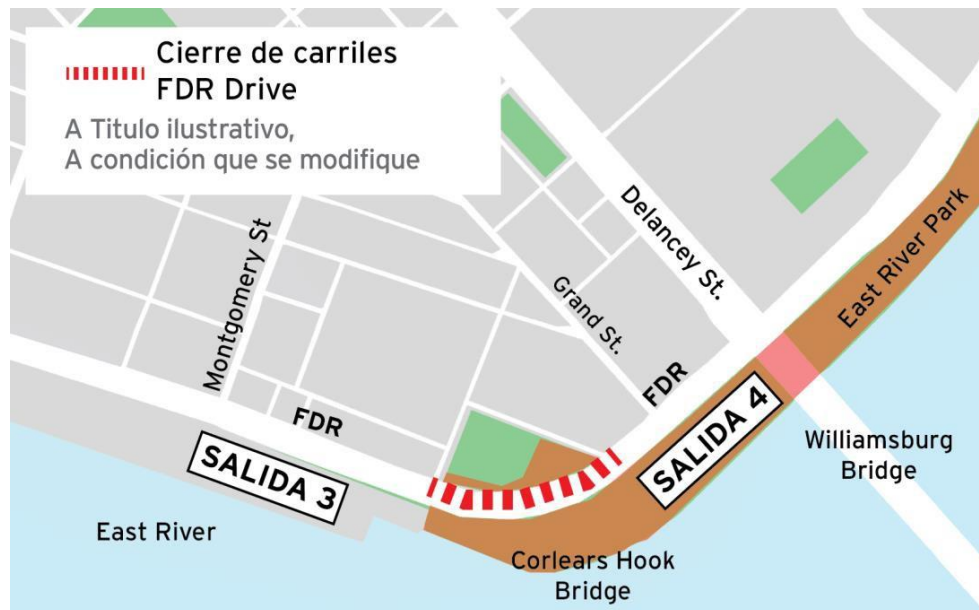 Cierre de carriles
FDR Drive
A Titulo ilustrativo,
A condición que se modifique
Montgomery St
Delancey St.
Grand St.
East River Park
FDR
FDR
SALIDA 4
SALIDA 3
Williamsburg
Bridge
East River
Corlears Hook
Bridge